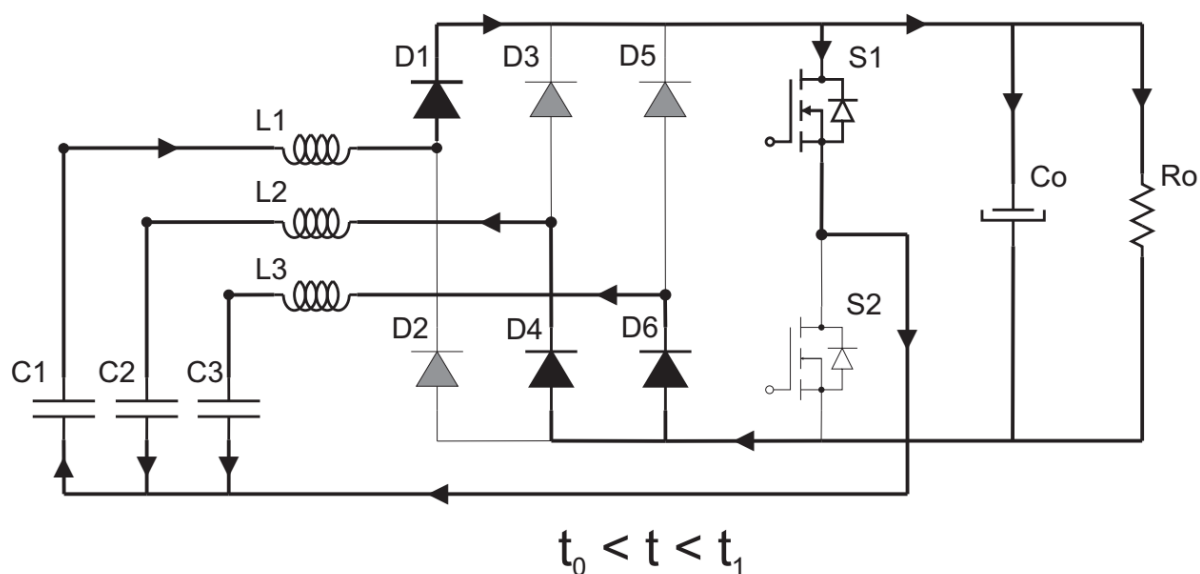 D1
D3
D5
S1
L1
Co
Ro
L2
L3
S2
D2
D4
D6
C1
C2
C3
t₀ < t < t₁